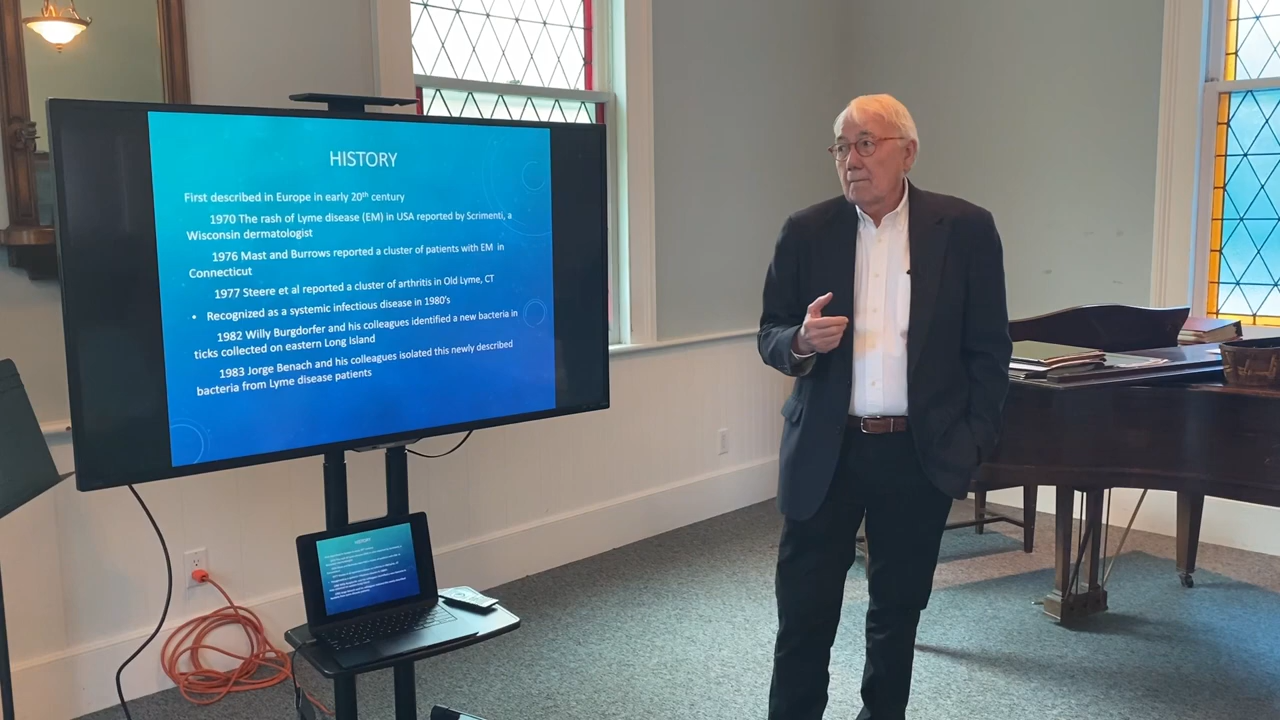 HISTORY
First described in Europe in early 20th century
1970 The rash of Lyme disease (EM) in USA reported by Scrimenti, a
Wisconsin dermatologist
1976 Mast and Burrows reported a cluster of patients with EM in
Connecticut
1977 Steere et al reported a cluster of arthritis in Old Lyme, CT
• Recognized as a systemic infectious disease in 1980's
1982 Willy Burgdorfer and his colleagues identified a new bacteria in
ticks collected on eastern Long Island
1983 Jorge Benach and his colleagues isolated this newly described
bacteria from Lyme disease patients
HISTORY